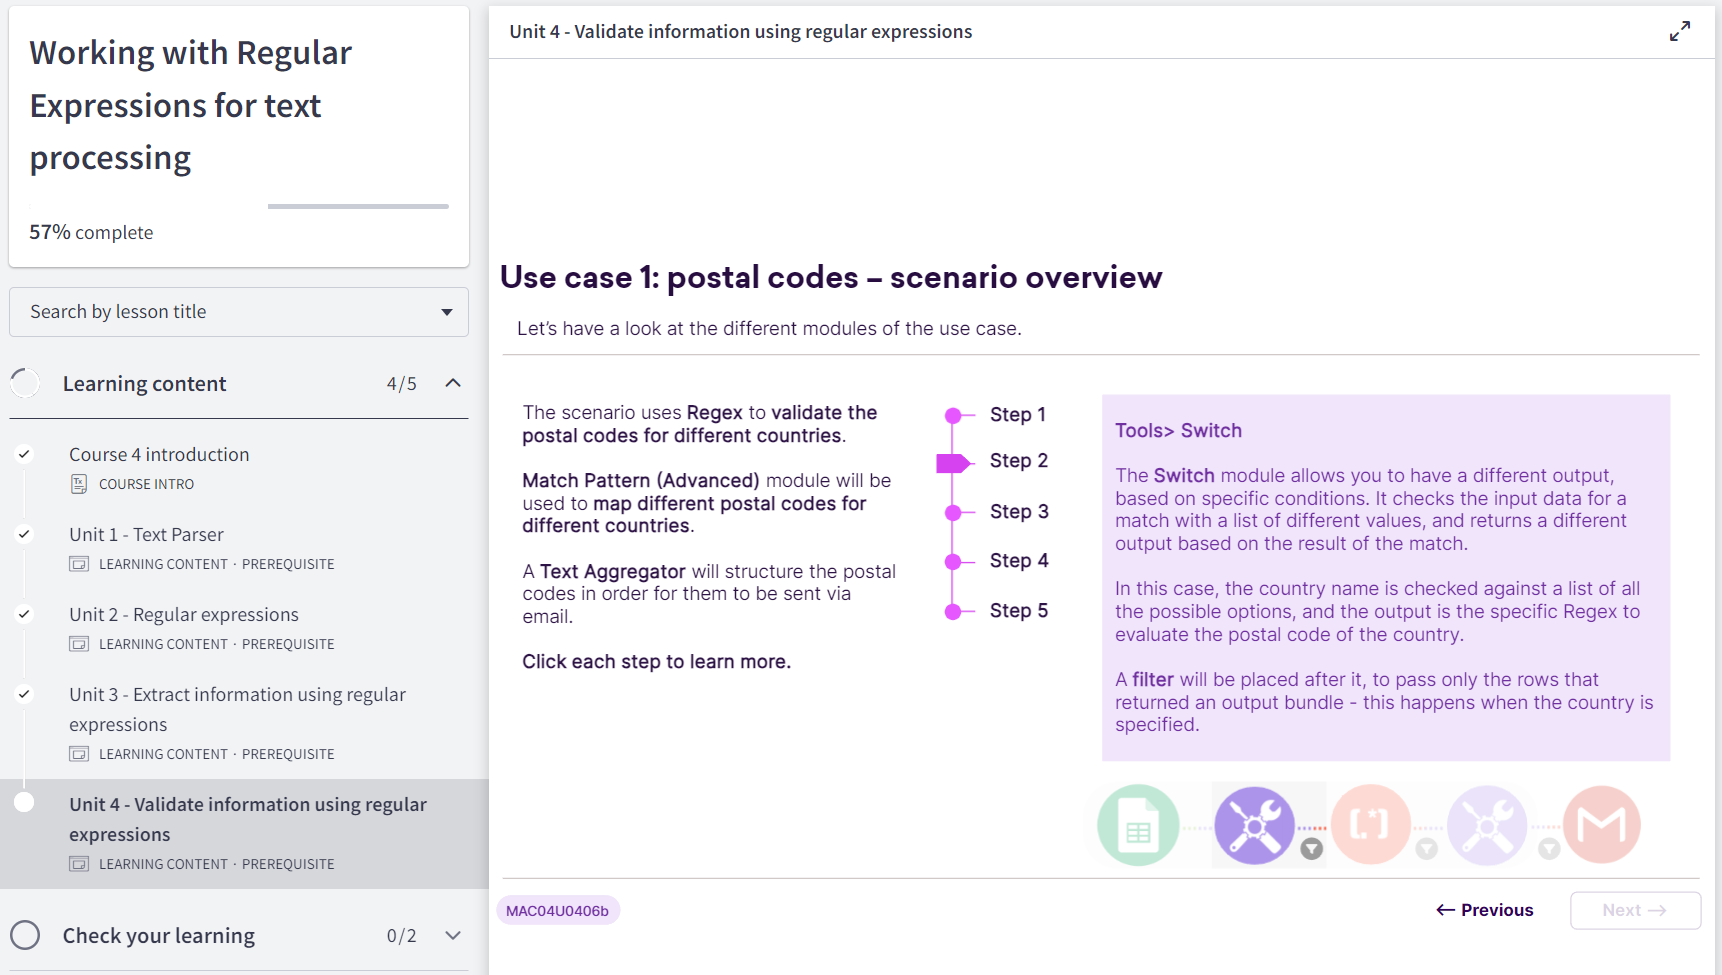 Working with Regular
Expressions for text
processing
57% complete
Search by lesson title
Learning content 4/5
Course 4 introduction
COURSE INTRO
Unit 1 - Text Parser
LEARNING CONTENT · PREREQUISITE
Unit 2 - Regular expressions
LEARNING CONTENT · PREREQUISITE
Unit 3 - Extract information using regular
expressions
LEARNING CONTENT · PREREQUISITE
Unit 4 - Validate information using regular
expressions
LEARNING CONTENT · PREREQUISITE
Check your learning 0/2
Unit 4 - Validate information using regular expressions
Use case 1: postal codes – scenario overview
Let's have a look at the different modules of the use case.
The scenario uses Regex to validate the
postal codes for different countries.
Match Pattern (Advanced) module will be
used to map different postal codes for
different countries.
A Text Aggregator will structure the postal
codes in order for them to be sent via
email.
Click each step to learn more.
Step 1
Step 2
Step 3
Step 4
Step 5
Tools> Switch
The Switch module allows you to have a different output,
based on specific conditions. It checks the input data for a
match with a list of different values, and returns a different
output based on the result of the match.
In this case, the country name is checked against a list of all
the possible options, and the output is the specific Regex to
evaluate the postal code of the country.
A filter will be placed after it, to pass only the rows that
returned an output bundle - this happens when the country is
specified.
MAC04U0406b
← Previous
Next →